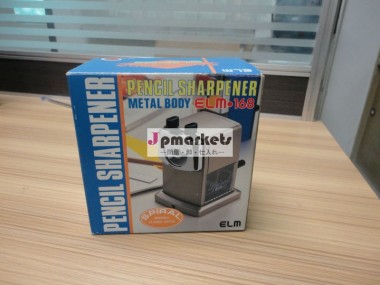 ELM
PENCIL SHARPENER
METAL BODY ELM-168
PENCIL SHARPENER
Jpmarkets
SPIRAL
ELM